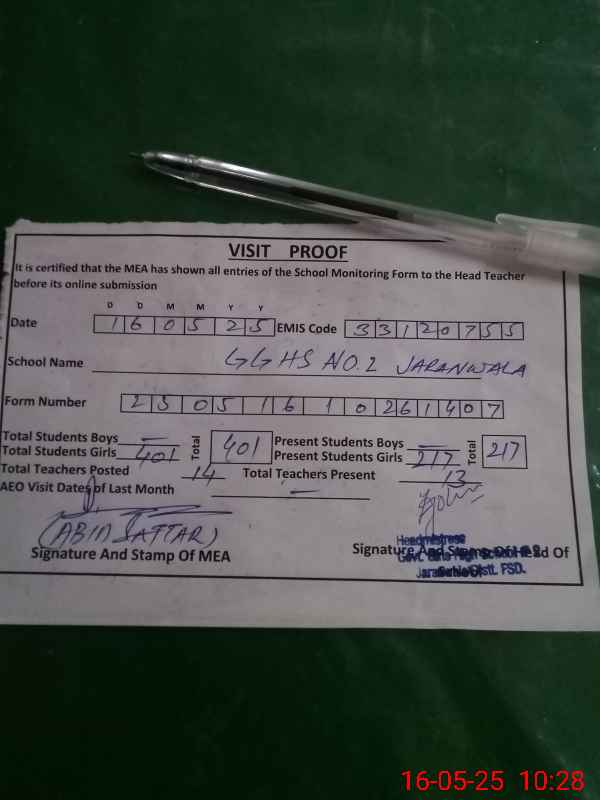 VISIT PROOF
It is certified that the MEA has shown all entries of the School Monitoring Form to the Head Teacher
before its online submission
D D M M Y Y
Date 1 6 0 5 2 5 EMIS Code 3 3 1 2 0 7 5 5
School Name GGHS NO.2 JARANWALA
Form Number 2 5 0 5 1 6 1 0 2 6 1 4 0 7
Total Students Boys — Present Students Boys —
Total Students Girls 401 Total 401 Present Students Girls 217 Total 217
Total Teachers Posted 14 Total Teachers Present 13
AEO Visit Dates of Last Month —
(ABID SATTAR)
Headmistress
Signature And Stamp Of MEA Signature And Stamp Of Head Of
Distt. FSD.
16-05-25 10:28